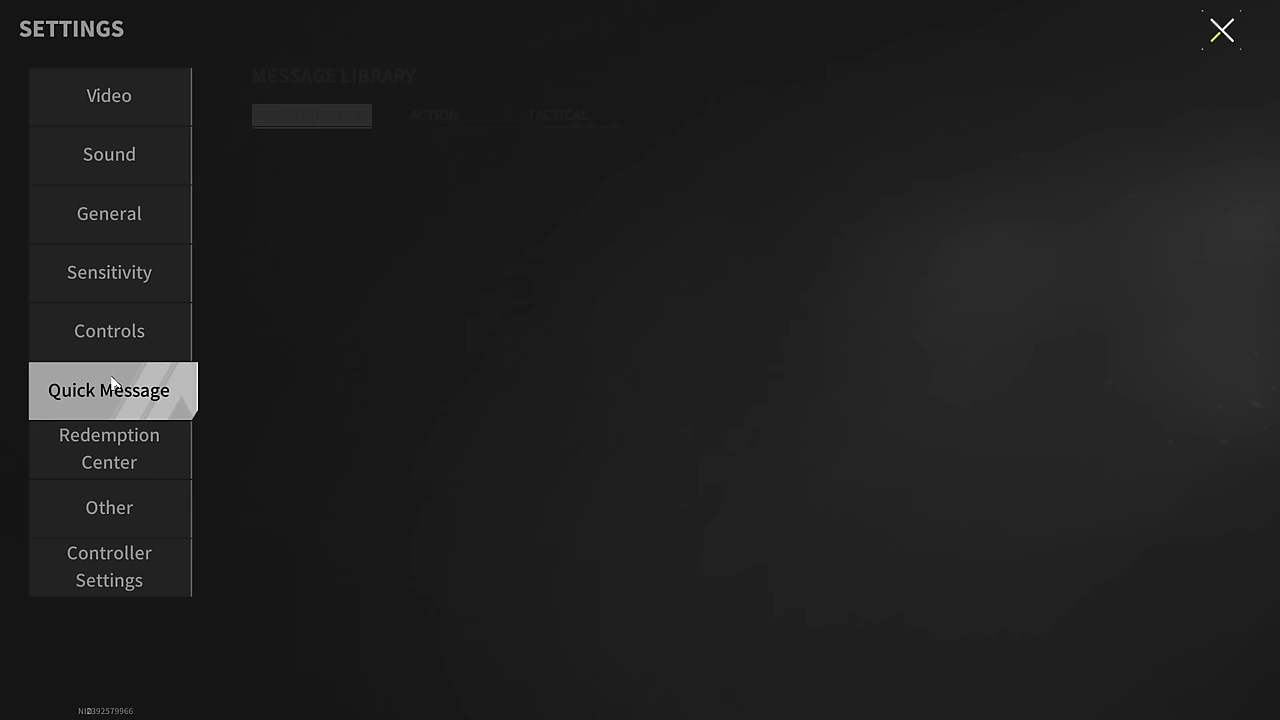 SETTINGS
MESSAGE LIBRARY
ACTION
TACTICAL
Video
Sound
General
Sensitivity
Controls
Quick Message
Redemption
Center
Other
Controller
Settings